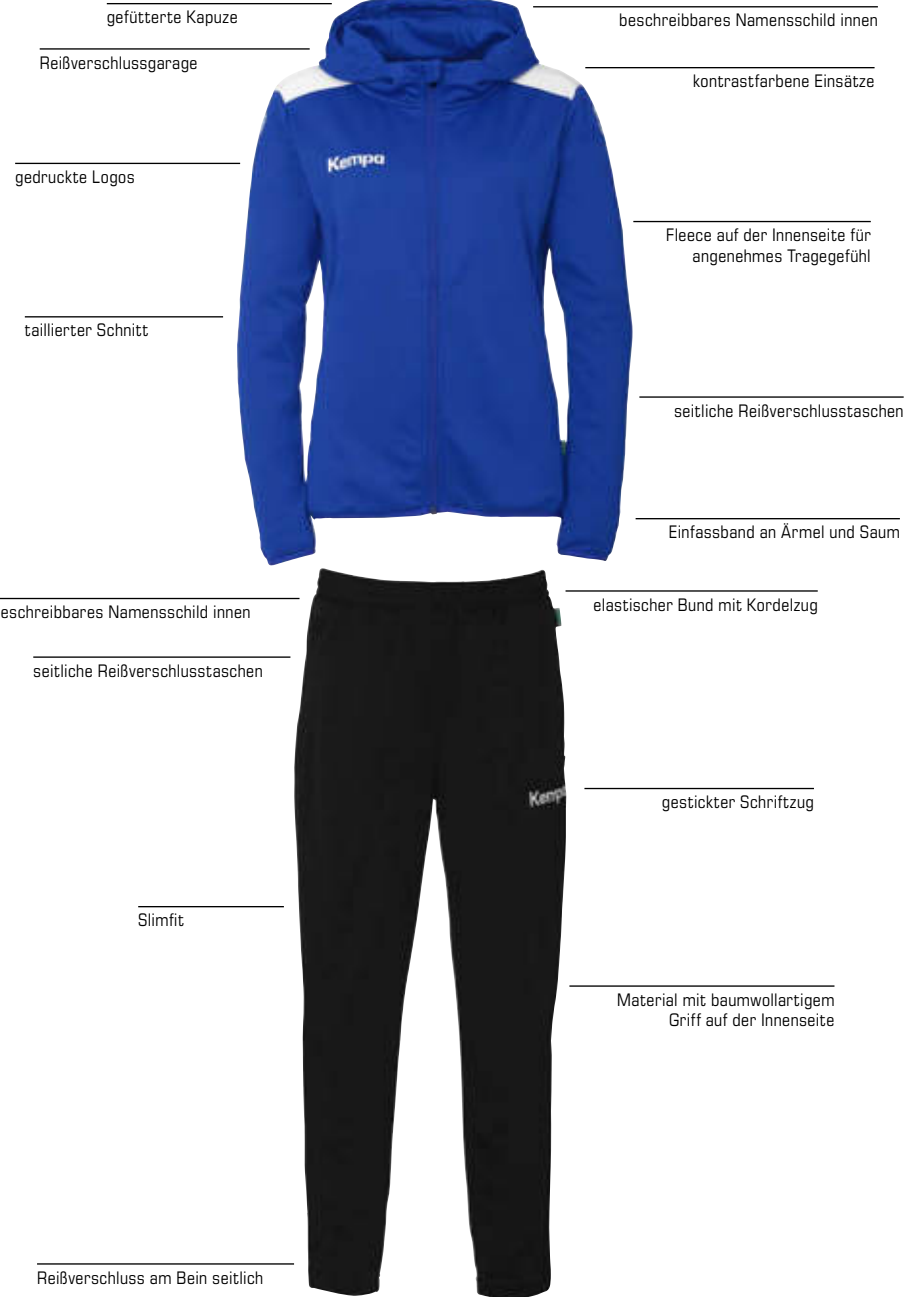 gefütterte Kapuze
beschreibbares Namensschild innen
Reißverschlussgarage
kontrastfarbene Einsätze
Kempa
gedruckte Logos
Fleece auf der Innenseite für
angenehmes Tragegefühl
taillierter Schnitt
seitliche Reißverschlusstaschen
Einfassband an Ärmel und Saum
eschreibbares Namensschild innen
elastischer Bund mit Kordelzug
seitliche Reißverschlusstaschen
Kempa
gestickter Schriftzug
Slimfit
Material mit baumwollartigem
Griff auf der Innenseite
Reißverschluss am Bein seitlich